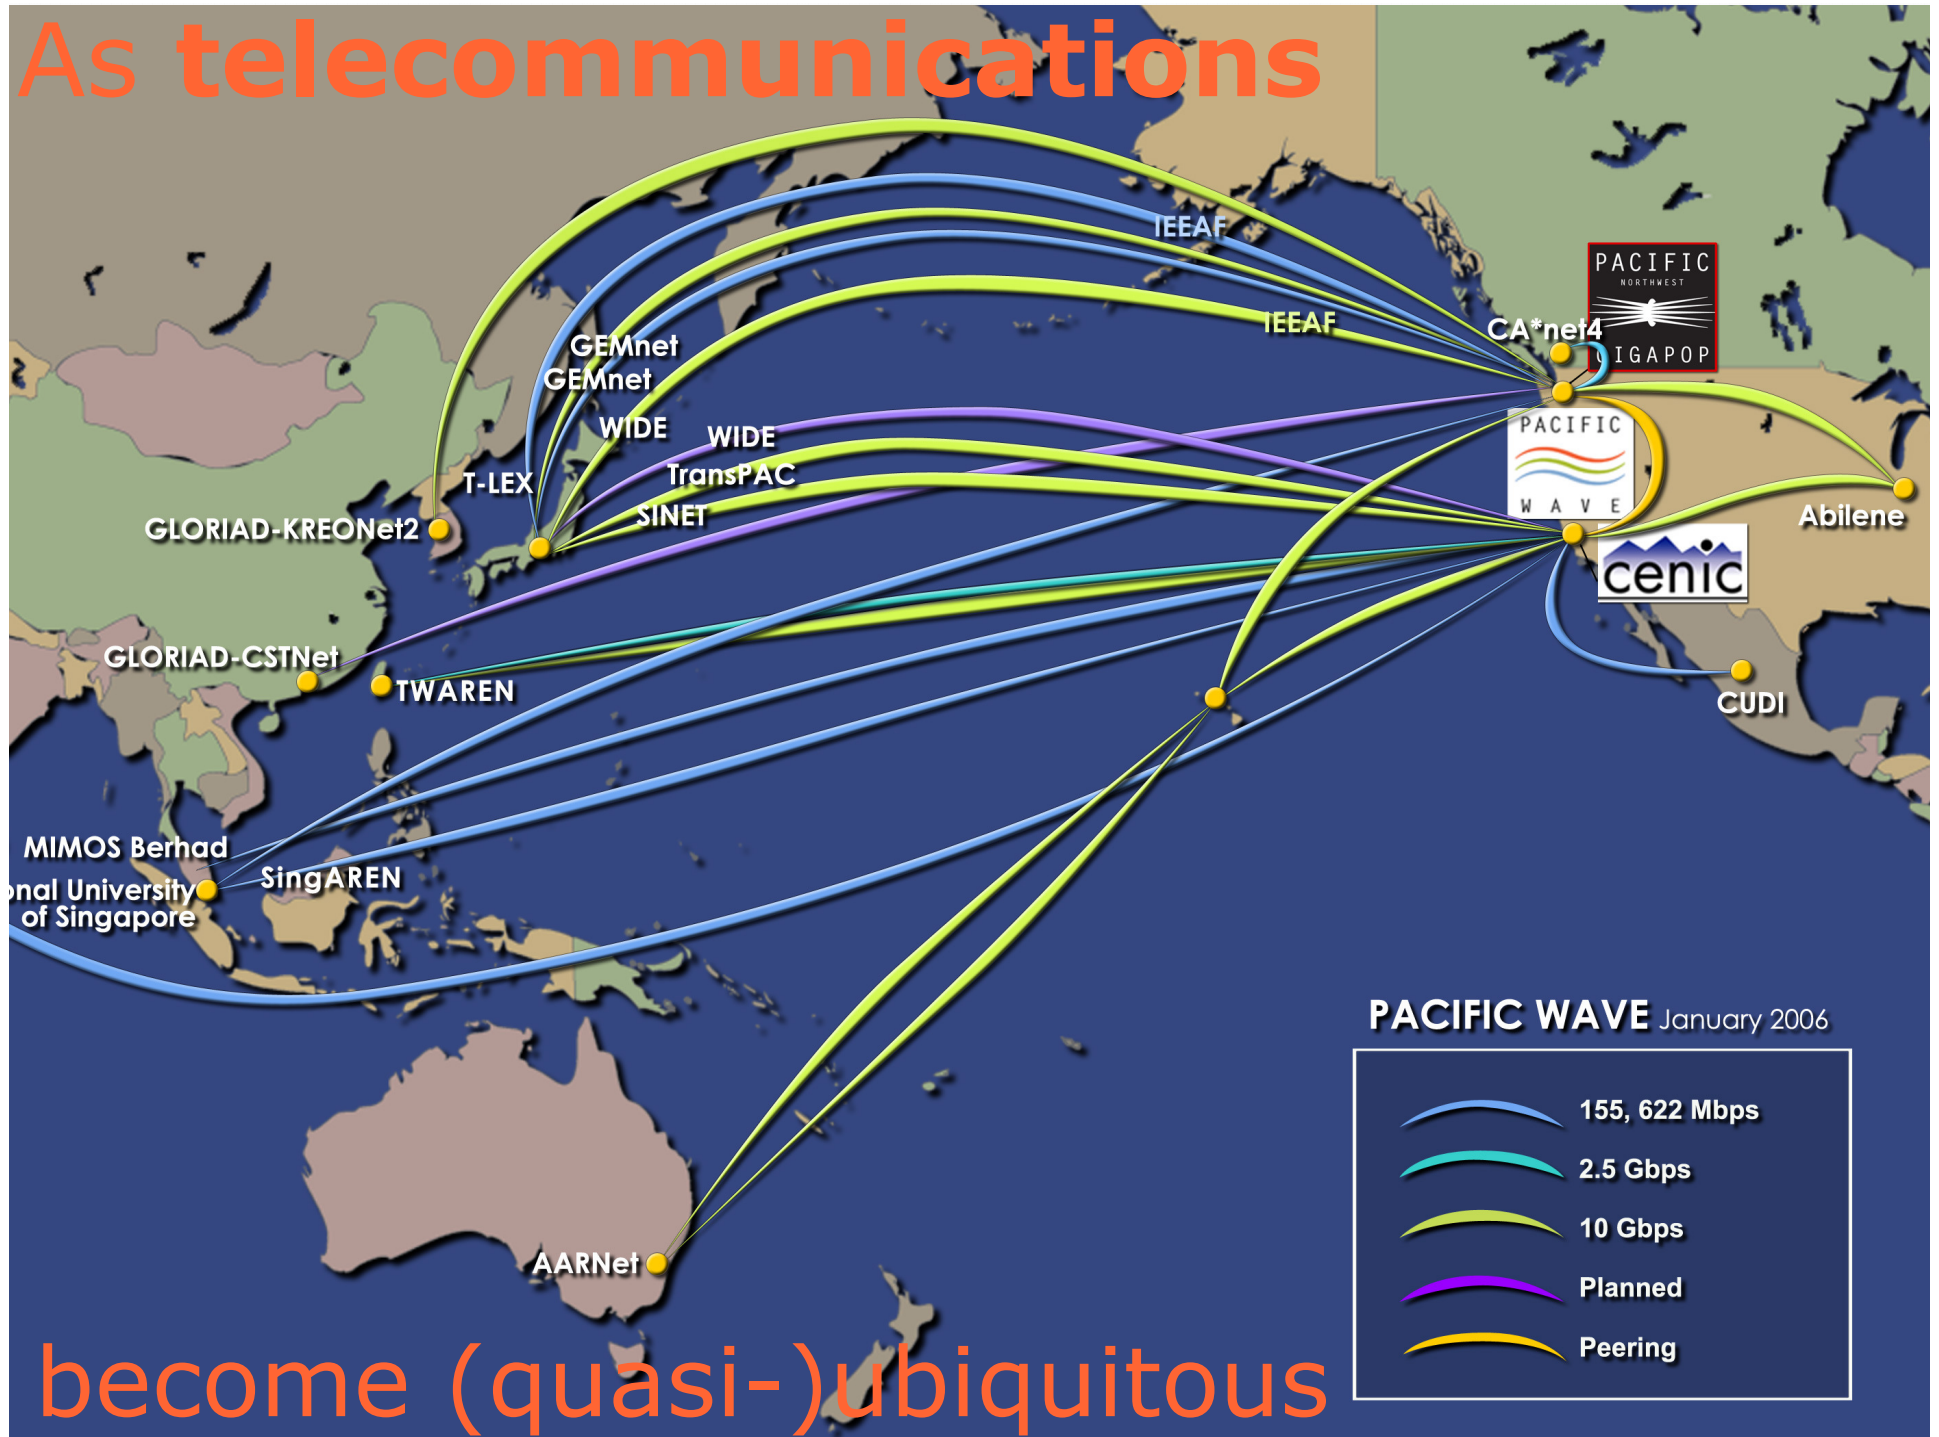 As telecommunications
IEEAF
PACIFIC
NORTHWEST
GIGAPOP
CA*net4
IEEAF
GEMnet
GEMnet
WIDE
WIDE
PACIFIC
WAVE
TransPAC
T-LEX
SINET
GLORIAD-KREONet2
Abilene
cenic
GLORIAD-CSTNet
TWAREN
CUDI
MIMOS Berhad
SingAREN
onal University
of Singapore
PACIFIC WAVE January 2006
155, 622 Mbps
2.5 Gbps
10 Gbps
Planned
Peering
AARNet
become (quasi-)ubiquitous